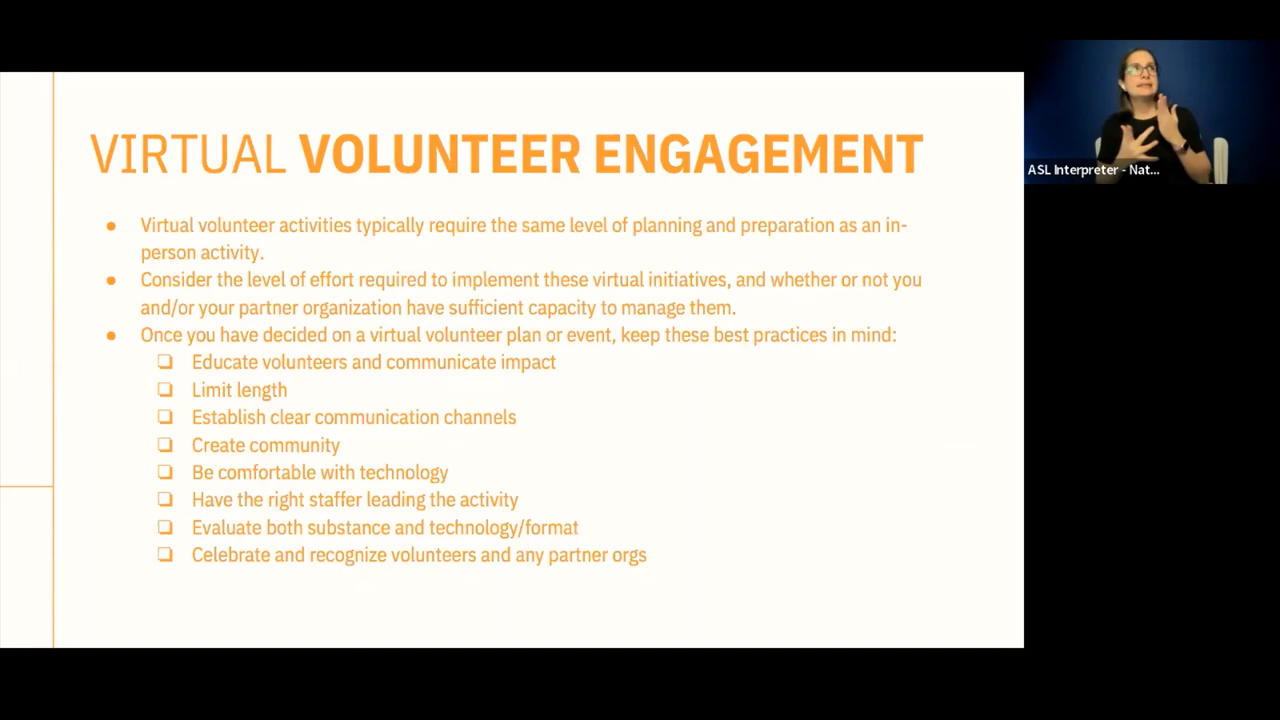 VIRTUAL VOLUNTEER ENGAGEMENT
● Virtual volunteer activities typically require the same level of planning and preparation as an in-
person activity.
● Consider the level of effort required to implement these virtual initiatives, and whether or not you
and/or your partner organization have sufficient capacity to manage them.
● Once you have decided on a virtual volunteer plan or event, keep these best practices in mind:
❏ Educate volunteers and communicate impact
❏ Limit length
❏ Establish clear communication channels
❏ Create community
❏ Be comfortable with technology
❏ Have the right staffer leading the activity
❏ Evaluate both substance and technology/format
❏ Celebrate and recognize volunteers and any partner orgs
ASL Interpreter - Nat...